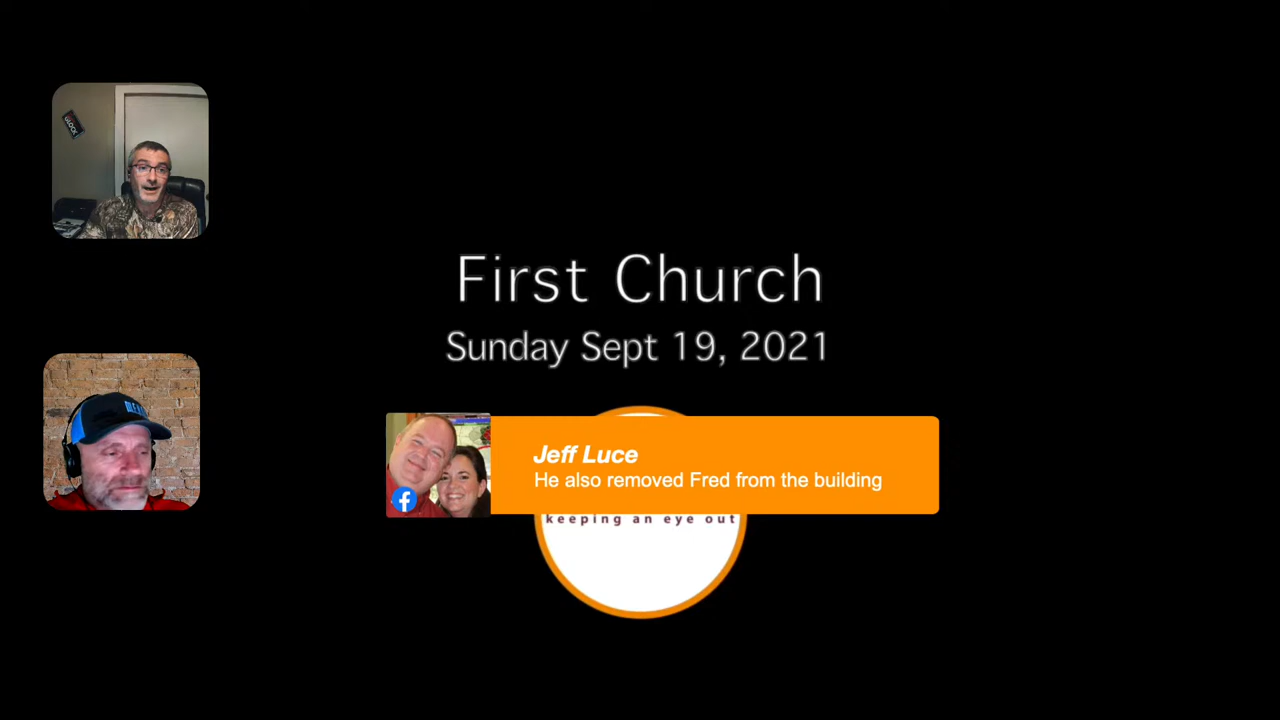 GLOCK
First Church
Sunday Sept 19, 2021
Jeff Luce
He also removed Fred from the building
keeping an eye out